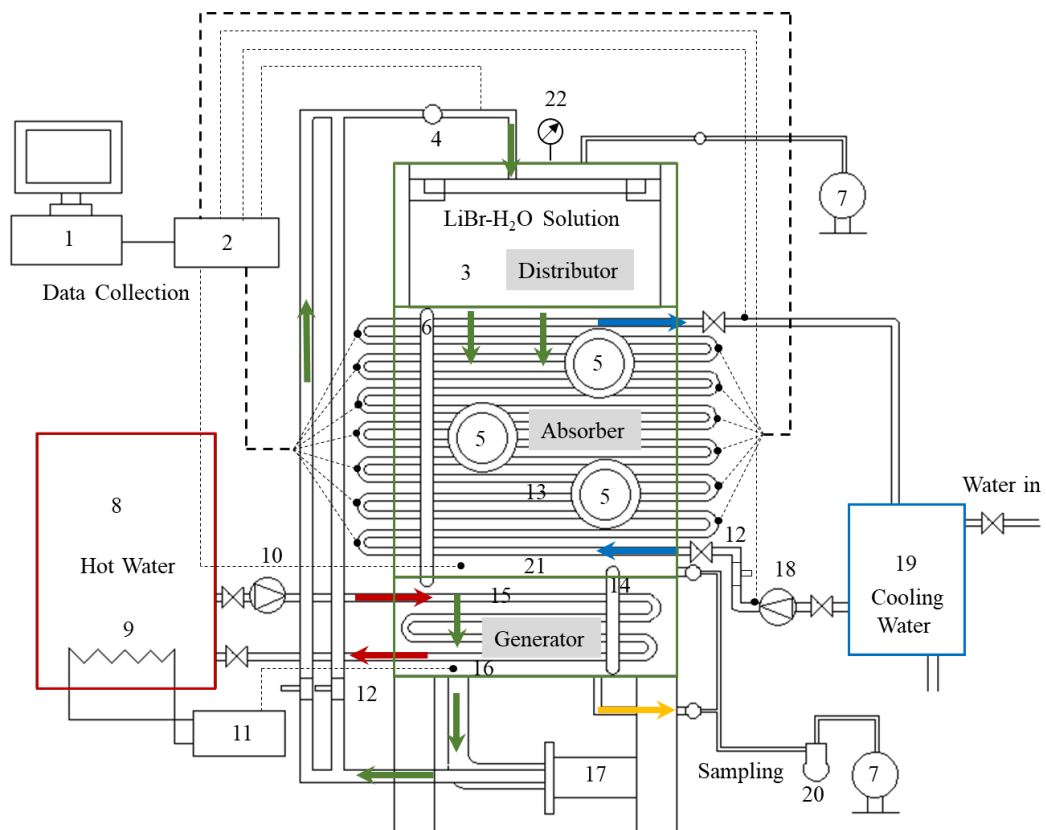 22
4
7
LiBr-H₂O Solution
1
2
3
Distributor
Data Collection
6
5
5
Absorber
13
5
Water in
8
12
10
Hot Water
21
14
18
19
15
Cooling
Water
9
Generator
16
12
11
17
Sampling
7
20